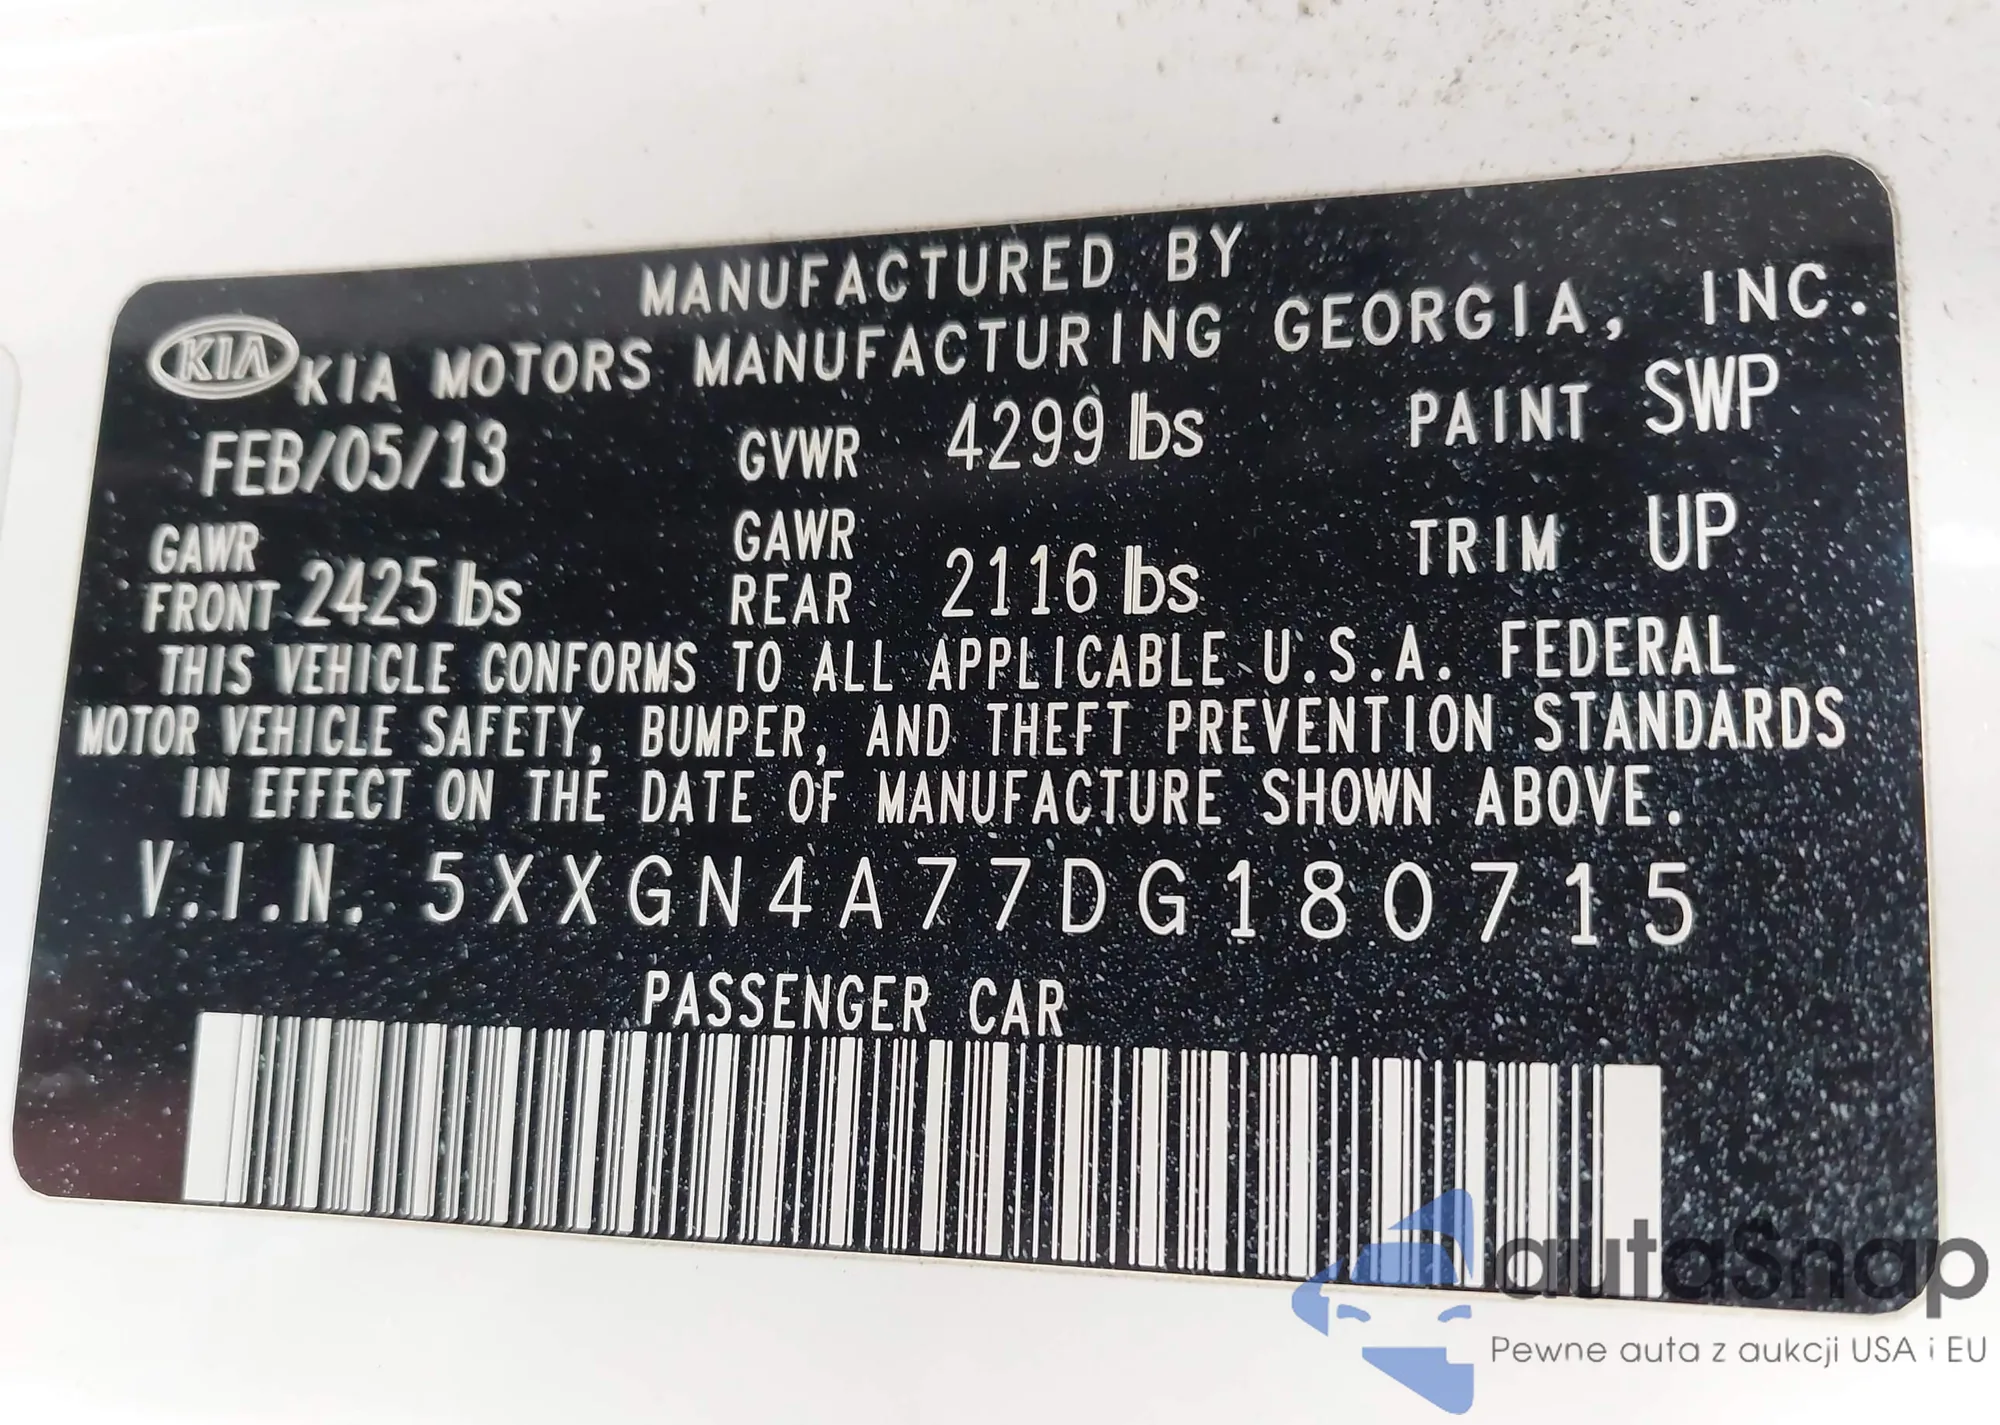 MANUFACTURED BY
KIA KIA MOTORS MANUFACTURING GEORGIA, INC.
FEB/05/13 GVWR 4299 lbs PAINT SWP
GAWR FRONT 2425 lbs GAWR REAR 2116 lbs TRIM UP
THIS VEHICLE CONFORMS TO ALL APPLICABLE U.S.A. FEDERAL
MOTOR VEHICLE SAFETY, BUMPER, AND THEFT PREVENTION STANDARDS
IN EFFECT ON THE DATE OF MANUFACTURE SHOWN ABOVE.
V.I.N. 5XXGN4A77DG180715
PASSENGER CAR
autaSnap
Pewne auta z aukcji USA i EU